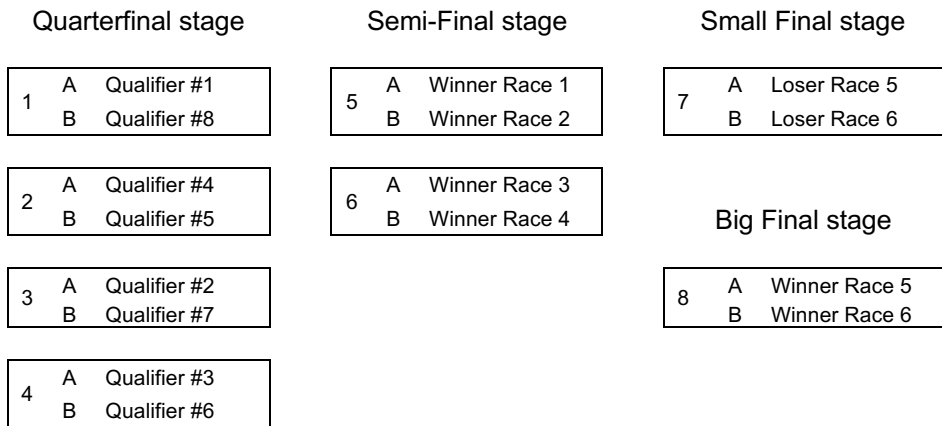 Quarterfinal stage
1
A Qualifier #1
B Qualifier #8
2
A Qualifier #4
B Qualifier #5
3
A Qualifier #2
B Qualifier #7
4
A Qualifier #3
B Qualifier #6
Semi-Final stage
5
A Winner Race 1
B Winner Race 2
6
A Winner Race 3
B Winner Race 4
Small Final stage
7
A Loser Race 5
B Loser Race 6
Big Final stage
8
A Winner Race 5
B Winner Race 6